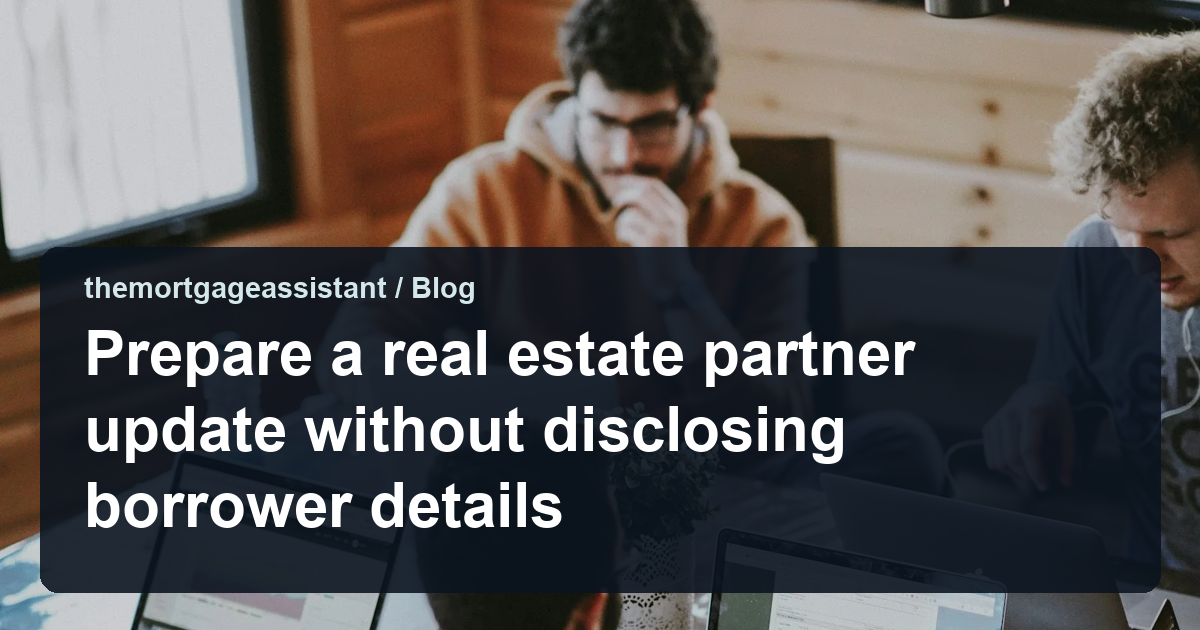 themortgageassistant / Blog
Prepare a real estate partner
update without disclosing
borrower details